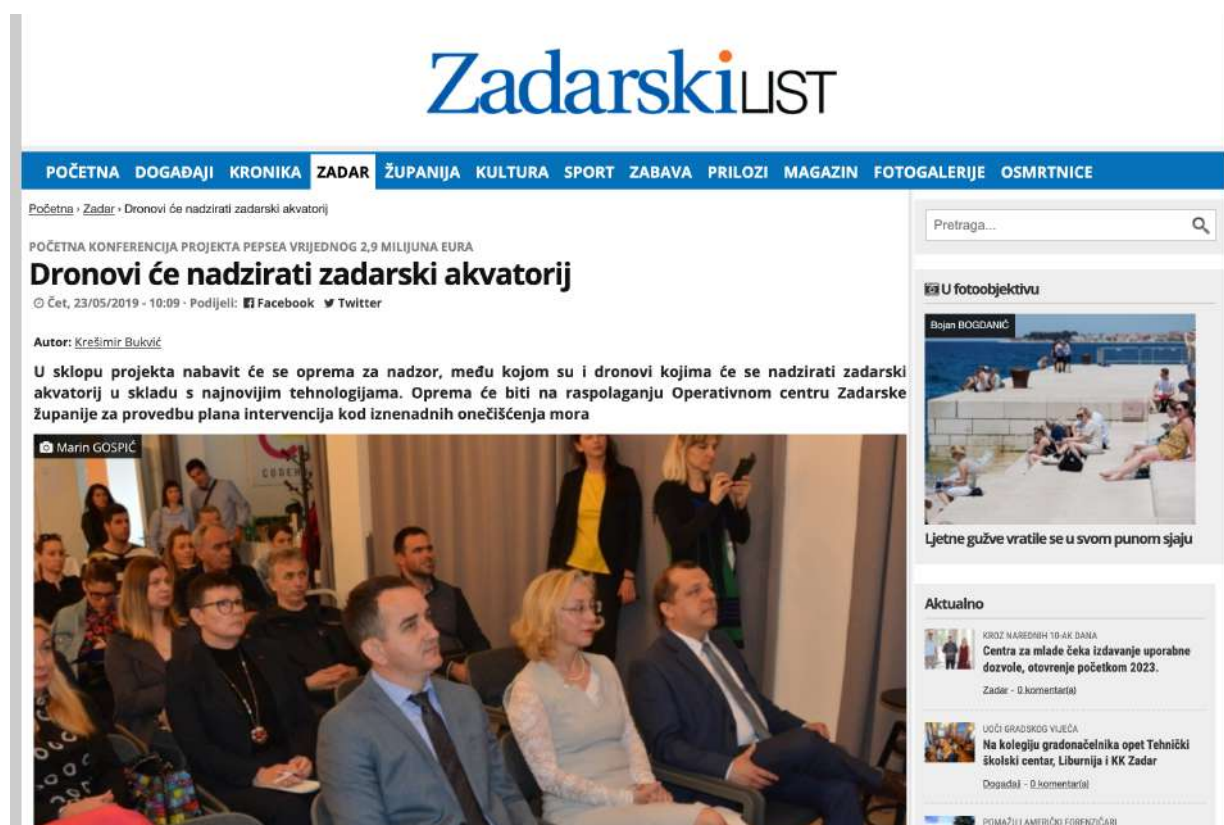 Zadarski LIST
POČETNA DOGAĐAJI KRONIKA ZADAR ŽUPANIJA KULTURA SPORT ZABAVA PRILOZI MAGAZIN FOTOGALERIJE OSMRTNICE
Početna › Zadar › Dronovi će nadzirati zadarski akvatorij
POČETNA KONFERENCIJA PROJEKTA PEPSEA VRIJEDNOG 2,9 MILIJUNA EURA
Dronovi će nadzirati zadarski akvatorij
Čet, 23/05/2019 - 10:09 · Podijeli: Facebook Twitter
Autor: Krešimir Bukvić
U sklopu projekta nabavit će se oprema za nadzor, među kojom su i dronovi kojima će se nadzirati zadarski
akvatorij u skladu s najnovijim tehnologijama. Oprema će biti na raspolaganju Operativnom centru Zadarske
županije za provedbu plana intervencija kod iznenadnih onečišćenja mora
Marin GOSPIĆ
Pretraga...
U fotoobjektivu
Bojan BOGDANIĆ
Ljetne gužve vratile se u svom punom sjaju
Aktualno
KROZ NAREDNIH 10-AK DANA
Centra za mlade čeka izdavanje uporabne
dozvole, otovrenje početkom 2023.
Zadar - 0 komentar(a)
UOČI GRADSKOG VIJEĆA
Na kolegiju gradonačelnika opet Tehnički
školski centar, Liburnija i KK Zadar
Događaji - 0 komentar(a)
POMAŽU I AMERIČKI FORENZIČARI